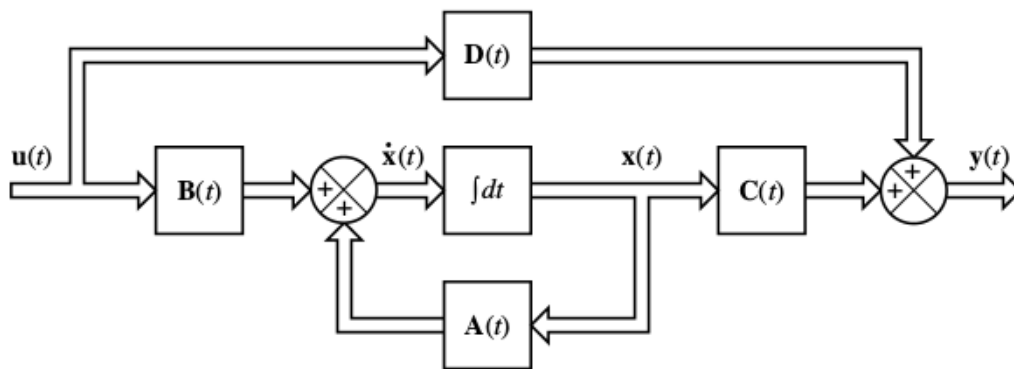 D(t)
u(t)
B(t)
+
+
ẋ(t)
∫dt
x(t)
C(t)
+
+
y(t)
A(t)